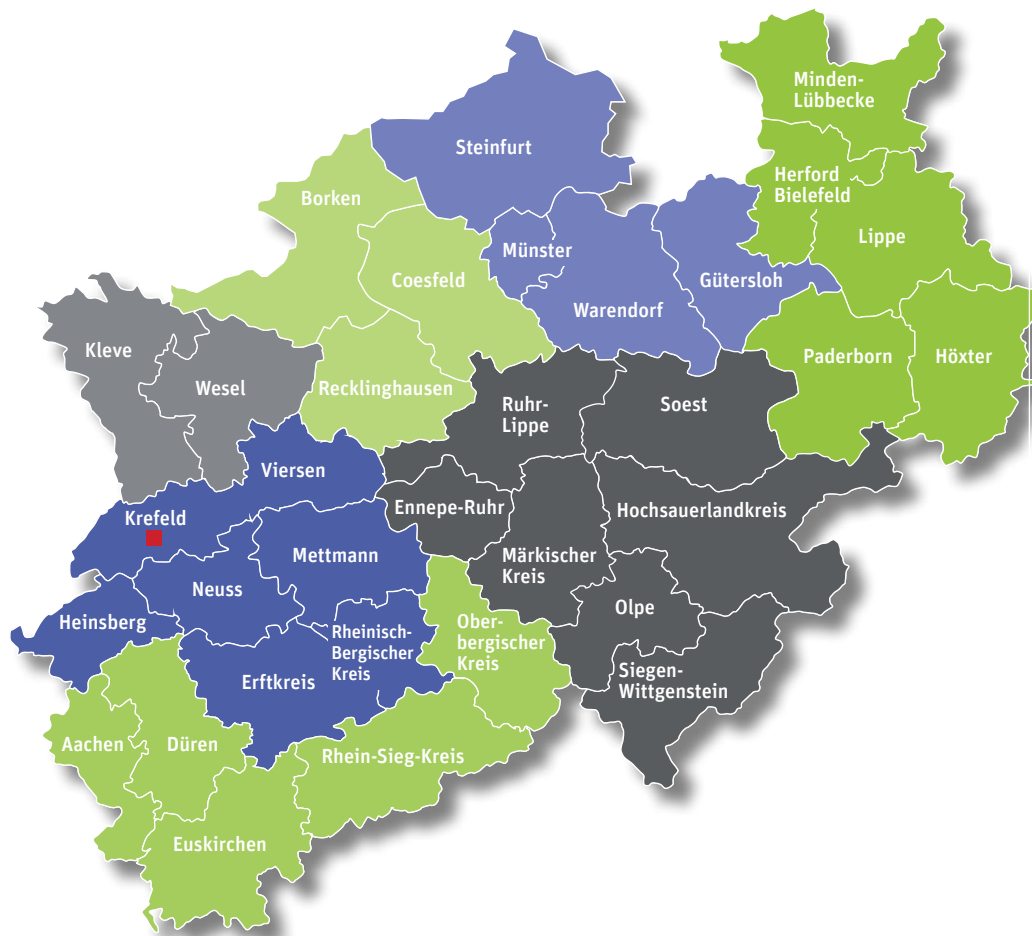 Minden-
Lübbecke
Steinfurt
Herford
Bielefeld
Borken
Lippe
Münster
Coesfeld
Gütersloh
Warendorf
Kleve
Paderborn
Höxter
Wesel
Recklinghausen
Ruhr-
Lippe
Soest
Viersen
Ennepe-Ruhr
Hochsauerlandkreis
Krefeld
Mettmann
Märkischer
Kreis
Neuss
Olpe
Heinsberg
Rheinisch-
Bergischer
Kreis
Ober-
bergischer
Kreis
Erftkreis
Siegen-
Wittgenstein
Aachen
Düren
Rhein-Sieg-Kreis
Euskirchen